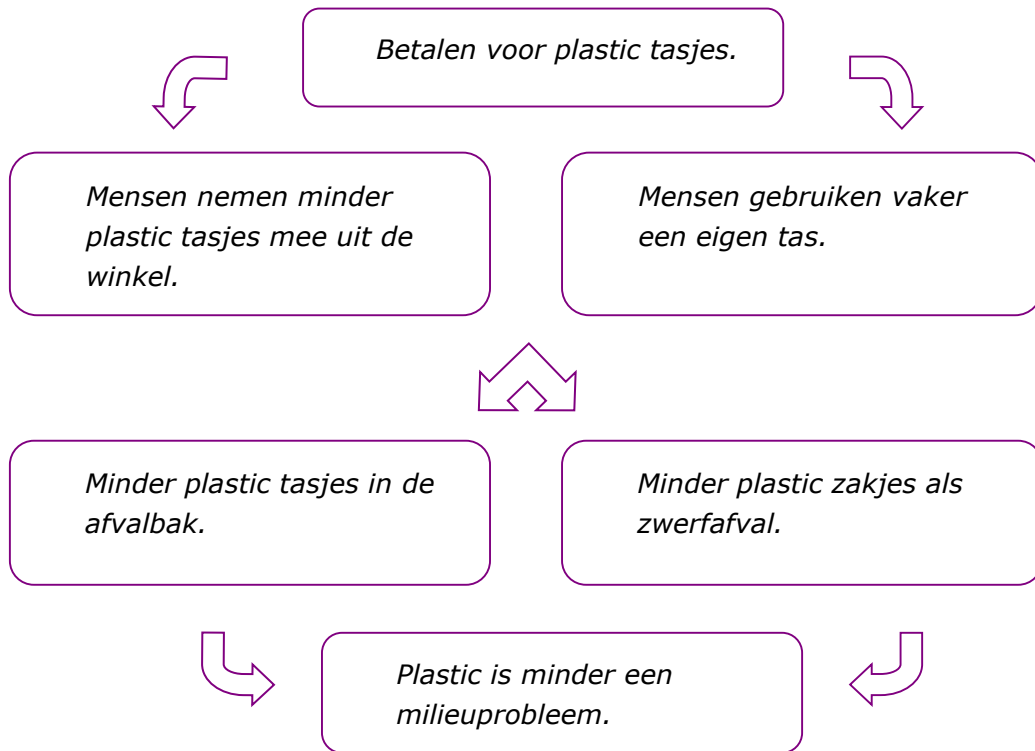 Betalen voor plastic tasjes.
Mensen nemen minder
plastic tasjes mee uit de
winkel.
Mensen gebruiken vaker
een eigen tas.
Minder plastic tasjes in de
afvalbak.
Minder plastic zakjes als
zwerfafval.
Plastic is minder een
milieuprobleem.